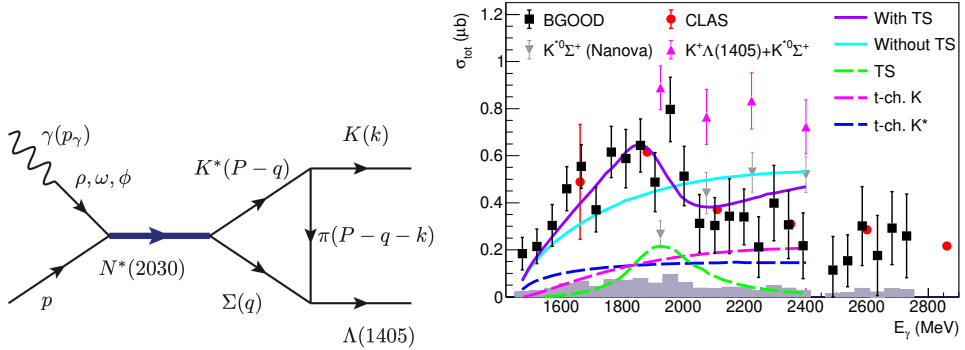 γ(p_γ)
ρ, ω, ϕ
K*(P − q)
K(k)
π(P − q − k)
N*(2030)
p
Σ(q)
Λ(1405)
σ_tot (μb)
1.2
1
0.8
0.6
0.4
0.2
0
BGOOD
CLAS
K*⁰Σ⁺ (Nanova)
K⁺Λ(1405)+K*⁰Σ⁺
With TS
Without TS
TS
t-ch. K
t-ch. K*
1600 1800 2000 2200 2400 2600 2800
E_γ (MeV)